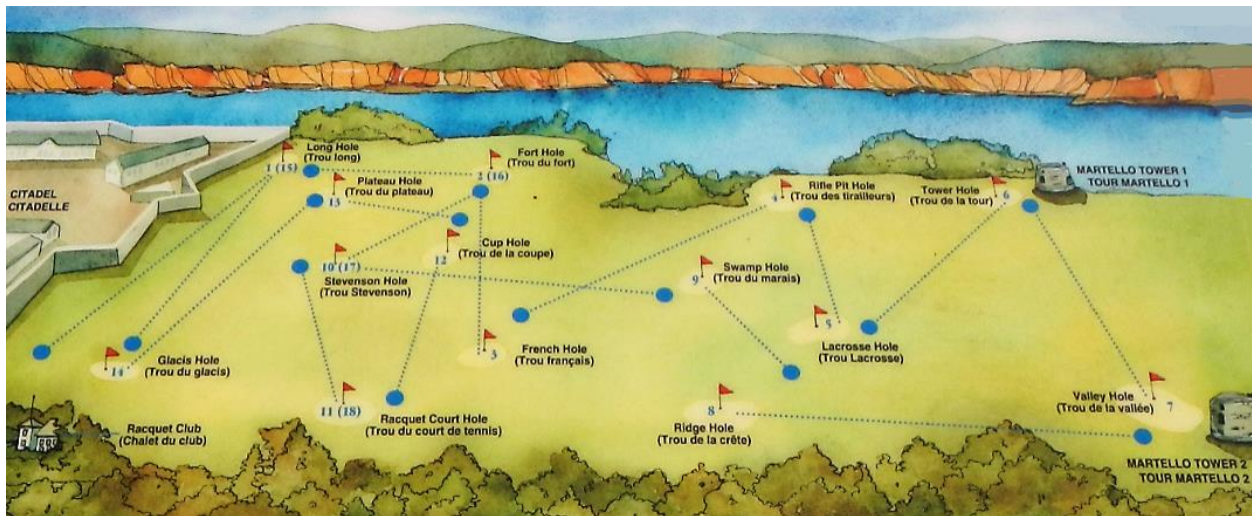 Long Hole
(Trou long)
1 (15)
Fort Hole
(Trou du fort)
2 (16)
Plateau Hole
(Trou du plateau)
13
CITADEL
CITADELLE
MARTELLO TOWER 1
TOUR MARTELLO 1
Rifle Pit Hole
(Trou des tirailleurs)
4
Tower Hole
(Trou de la tour)
6
Cup Hole
(Trou de la coupe)
12
10 (17)
Stevenson Hole
(Trou Stevenson)
Swamp Hole
(Trou du marais)
9
5
Lacrosse Hole
(Trou Lacrosse)
French Hole
(Trou français)
3
Glacis Hole
(Trou du glacis)
14
11 (18)
Racquet Court Hole
(Trou du court de tennis)
8
Ridge Hole
(Trou de la crête)
Valley Hole
(Trou de la vallée)
7
Racquet Club
(Chalet du club)
MARTELLO TOWER 2
TOUR MARTELLO 2